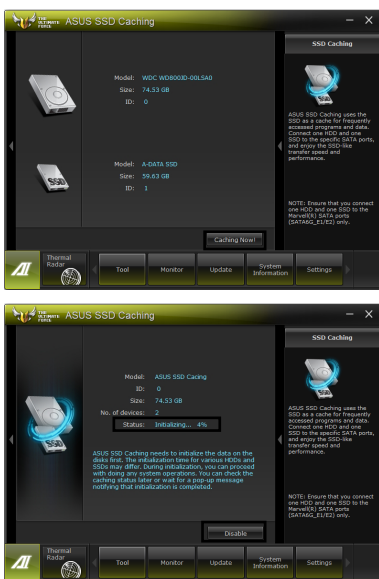 THE ULTIMATE FORCE ASUS SSD Caching
SSD Caching
Model: WDC WD800JD-00LSA0
Size: 74.53 GB
ID: 0
Model: A-DATA SSD
Size: 59.63 GB
ID: 1
SSD
ASUS SSD Caching uses the
SSD as a cache for frequently
accessed programs and data.
Connect one HDD and one
SSD to the specific SATA ports,
and enjoy the SSD-like
transfer speed and
performance.
NOTE: Ensure that you connect
one HDD and one SSD to the
Marvell(R) SATA ports
(SATA6G_E1/E2) only.
Caching Now!
AI
Thermal
Radar
Tool
Monitor
Update
System
Information
Settings
THE ULTIMATE FORCE ASUS SSD Caching
SSD Caching
Model: ASUS SSD Cacing
ID: 0
Size: 74.53 GB
No. of devices: 2
Status: Initializing... 4%
SSD
ASUS SSD Caching needs to initialize the data on the
disks first. The initialization time for various HDDs and
SSDs may differ. During initialization, you can proceed
with doing any system operations. You can check the
caching status later or wait for a pop-up message
notifying that initialization is completed.
ASUS SSD Caching uses the
SSD as a cache for frequently
accessed programs and data.
Connect one HDD and one
SSD to the specific SATA ports,
and enjoy the SSD-like
transfer speed and
performance.
NOTE: Ensure that you connect
one HDD and one SSD to the
Marvell(R) SATA ports
(SATA6G_E1/E2) only.
Disable
AI
Thermal
Radar
Tool
Monitor
Update
System
Information
Settings